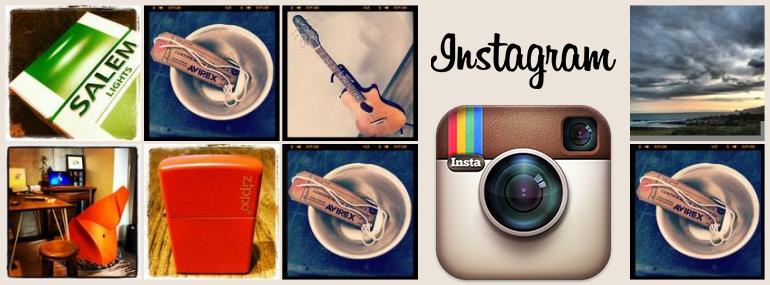 SALEM
LIGHTS
AVIREX
Instagram
Insta
zippo
AVIREX
AVIREX